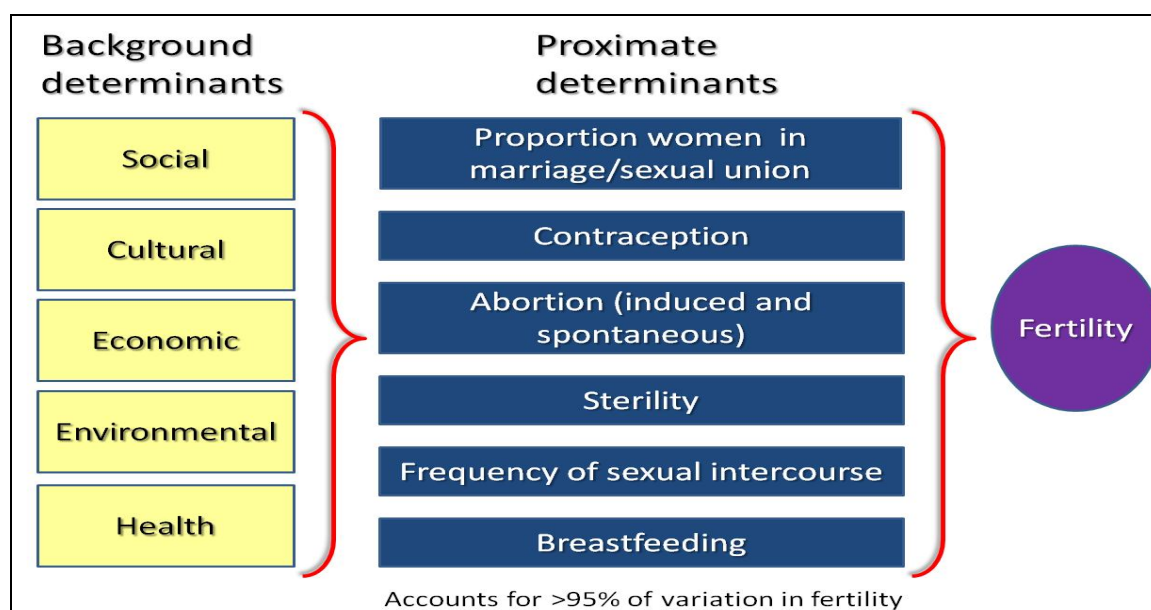 Background
determinants
Social
Cultural
Economic
Environmental
Health
Proximate
determinants
Proportion women in
marriage/sexual union
Contraception
Abortion (induced and
spontaneous)
Sterility
Frequency of sexual intercourse
Breastfeeding
Accounts for >95% of variation in fertility
Fertility